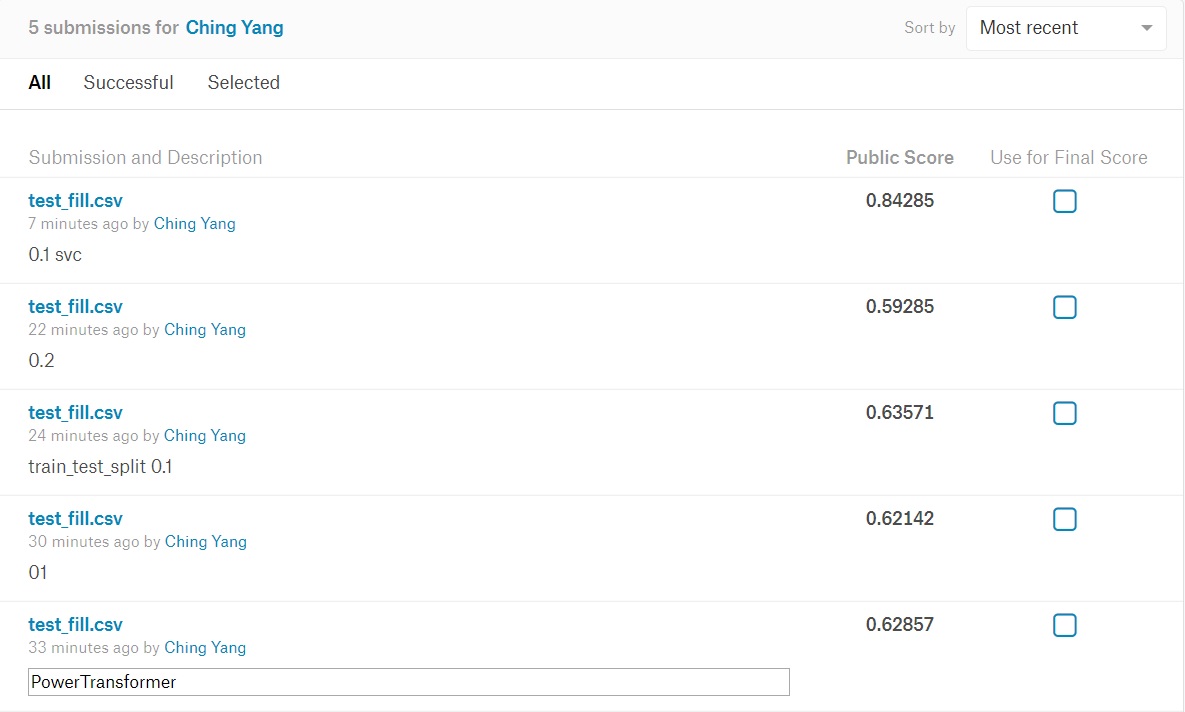 5 submissions for Ching Yang
Sort by Most recent
All Successful Selected
Submission and Description Public Score Use for Final Score
test_fill.csv 0.84285
7 minutes ago by Ching Yang
0.1 svc
test_fill.csv 0.59285
22 minutes ago by Ching Yang
0.2
test_fill.csv 0.63571
24 minutes ago by Ching Yang
train_test_split 0.1
test_fill.csv 0.62142
30 minutes ago by Ching Yang
01
test_fill.csv 0.62857
33 minutes ago by Ching Yang
PowerTransformer